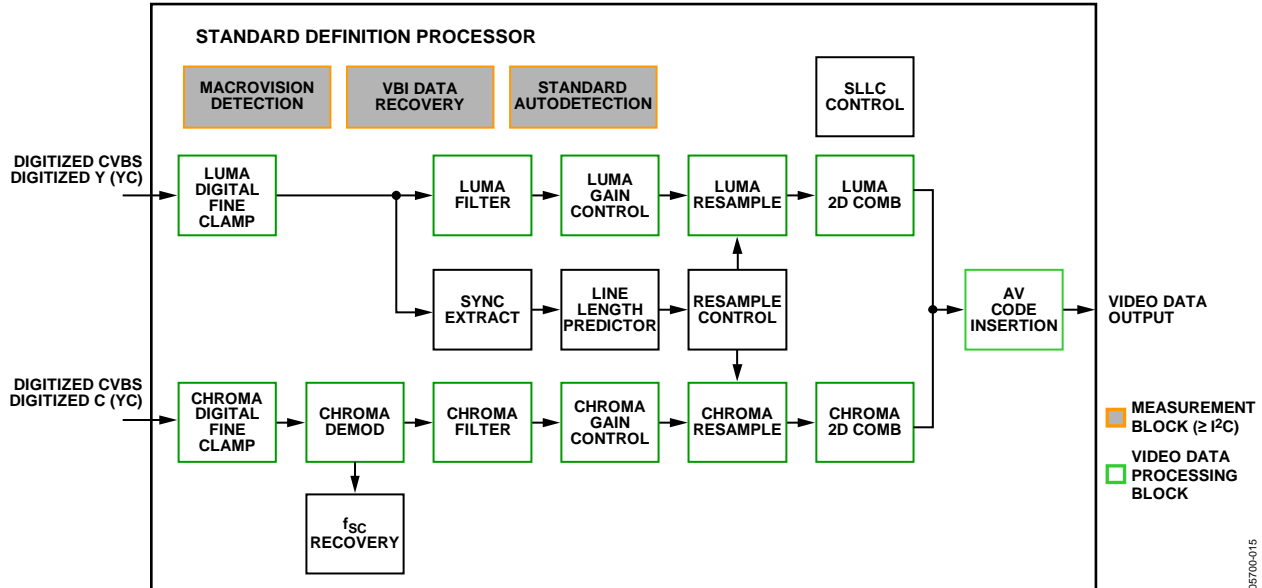 STANDARD DEFINITION PROCESSOR
MACROVISION
DETECTION
VBI DATA
RECOVERY
STANDARD
AUTODETECTION
SLLC
CONTROL
DIGITIZED CVBS
DIGITIZED Y (YC)
LUMA
DIGITAL
FINE
CLAMP
LUMA
FILTER
LUMA
GAIN
CONTROL
LUMA
RESAMPLE
LUMA
2D COMB
SYNC
EXTRACT
LINE
LENGTH
PREDICTOR
RESAMPLE
CONTROL
AV
CODE
INSERTION
VIDEO DATA
OUTPUT
DIGITIZED CVBS
DIGITIZED C (YC)
CHROMA
DIGITAL
FINE
CLAMP
CHROMA
DEMOD
CHROMA
FILTER
CHROMA
GAIN
CONTROL
CHROMA
RESAMPLE
CHROMA
2D COMB
fSC
RECOVERY
MEASUREMENT
BLOCK (≥ I²C)
VIDEO DATA
PROCESSING
BLOCK
05700-015